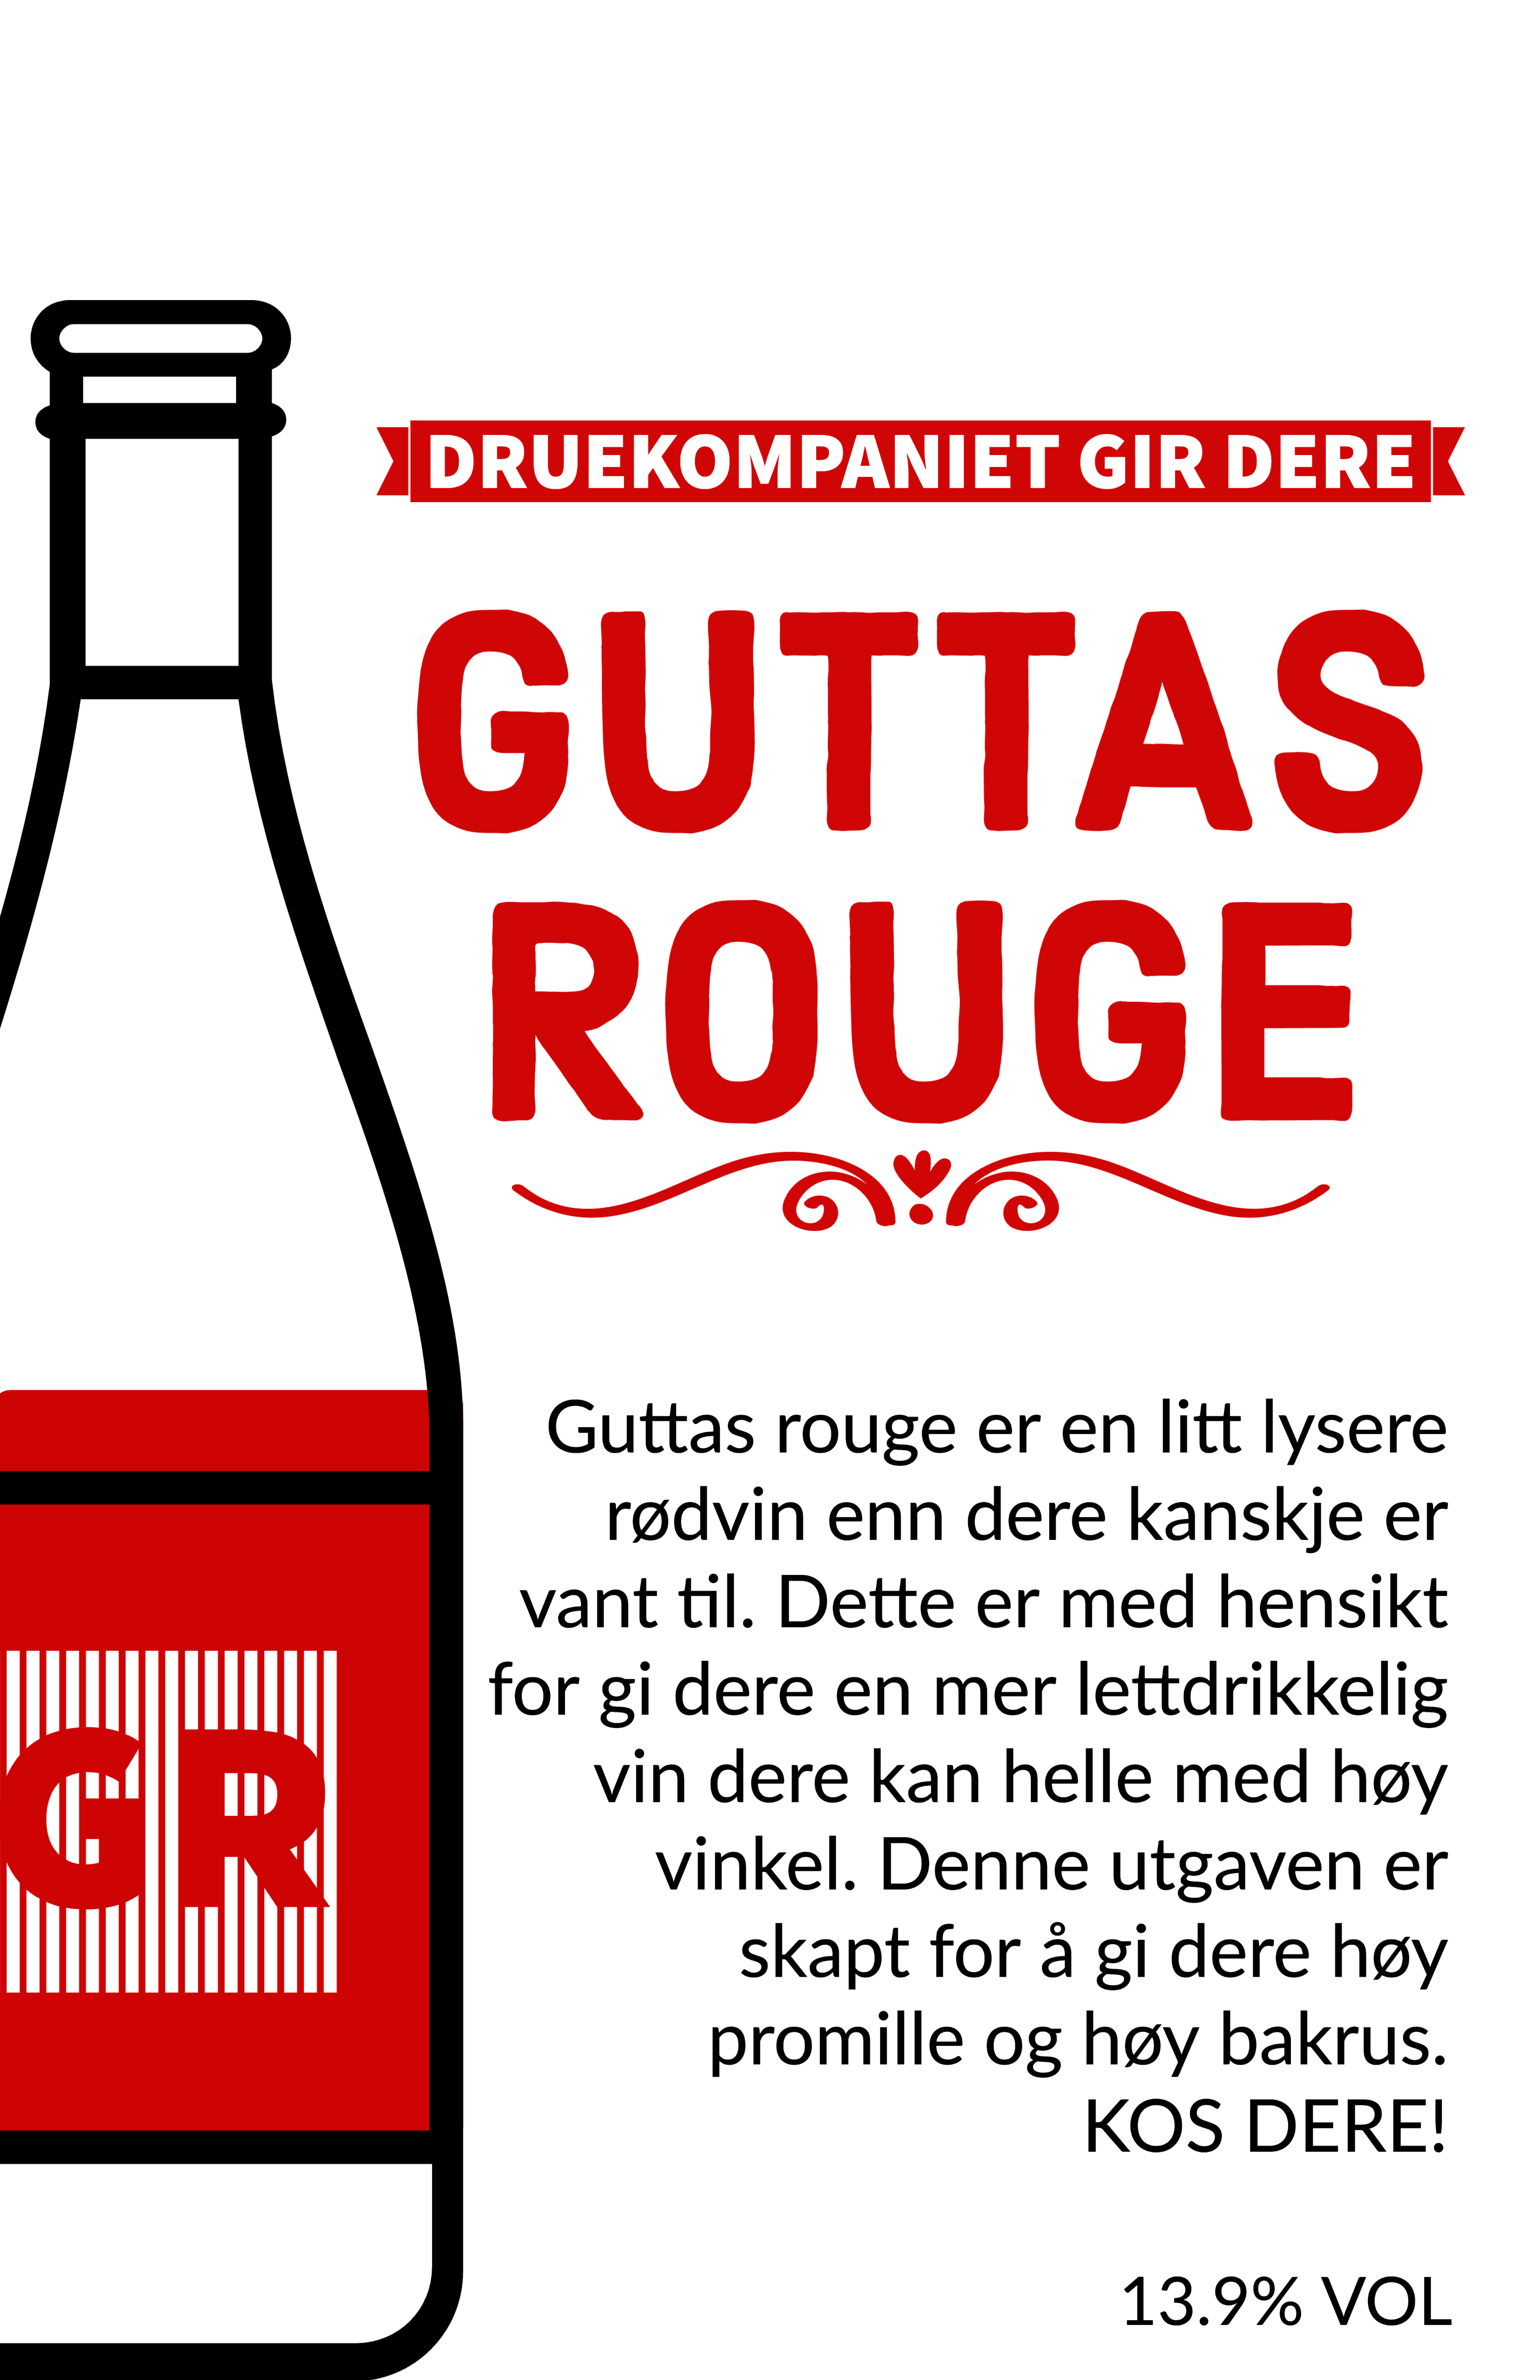 DRUEKOMPANIET GIR DERE
GUTTAS
ROUGE
Guttas rouge er en litt lysere
rødvin enn dere kanskje er
vant til. Dette er med hensikt
for gi dere en mer lettdrikkelig
vin dere kan helle med høy
vinkel. Denne utgaven er
skapt for å gi dere høy
promille og høy bakrus.
KOS DERE!
GR
13.9% VOL